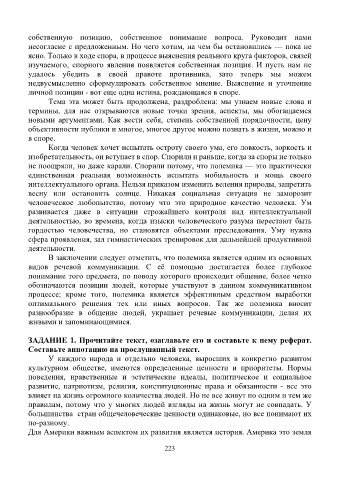 собственную позицию, собственное понимание вопроса. Руководит нами
несогласие с предложенным. Но чего хотим, на чем бы остановились — пока не
ясно. Только в ходе спора, в процессе выяснения реального круга факторов, связей
изучаемого, спорного явления появляется собственная позиция. И пусть нам не
удалось убедить в своей правоте противника, зато теперь мы можем
недвусмысленно сформулировать собственное мнение. Выяснение и уточнение
личной позиции - вот еще одна истина, рождающаяся в споре.
Тема эта может быть продолжена, раздроблена: мы узнаем новые слова и
термины, для нас открываются новые точки зрения, аспекты, мы обогащаемся
новыми аргументами. Как вести себя, степень собственной порядочности, цену
объективности публики и многое, многое другое можно познать в жизни, можно и
в споре.
Когда человек хочет испытать остроту своего ума, его ловкость, зоркость и
изобретательность, он вступает в спор. Спорили и раньше, когда за споры не только
не поощряли, но даже карали. Спорили потому, что полемика — это практически
единственная реальная возможность испытать мобильность и мощь своего
интеллектуального органа. Нельзя приказом изменить веления природы, запретить
весну или остановить солнце. Никакая социальная ситуация не заморозит
человеческое любопытство, потому что это природное качество человека. Ум
развивается даже в ситуации строжайшего контроля над интеллектуальной
деятельностью, во времена, когда изыски человеческого разума перестают быть
гордостью человечества, но становятся объектами преследования. Уму нужна
сфера проявления, зал гимнастических тренировок для дальнейшей продуктивной
деятельности.
В заключении следует отметить, что полемика является одним из основных
видов речевой коммуникации. С её помощью достигается более глубокое
понимание того предмета, по поводу которого происходит общение, более четко
обозначаются позиции людей, которые участвуют в данном коммуникативном
процессе; кроме того, полемика является эффективным средством выработки
оптимального решения тех или иных вопросов. Так же полемика вносит
разнообразие в общение людей, украшает речевые коммуникации, делая их
живыми и запоминающимися.
ЗАДАНИЕ 1. Прочитайте текст, озаглавьте его и составьте к нему реферат.
Составьте аннотацию на прослушанный текст.
У каждого народа и отдельно человека, выросших в конкретно развитом
культурном обществе, имеются определенные ценности и приоритеты. Нормы
поведения, нравственные и эстетические идеалы, политическое и социальное
развитие, патриотизм, религия, конституционные права и обязанности - все это
влияет на жизнь огромного количества людей. Но не все живут по одним и тем же
правилам, потому что у многих людей взгляды на жизнь могут не совпадать. У
большинства стран общечеловеческие ценности одинаковые, но все понимают их
по-разному.
Для Америки важным аспектом их развития является история. Америка это земля
223